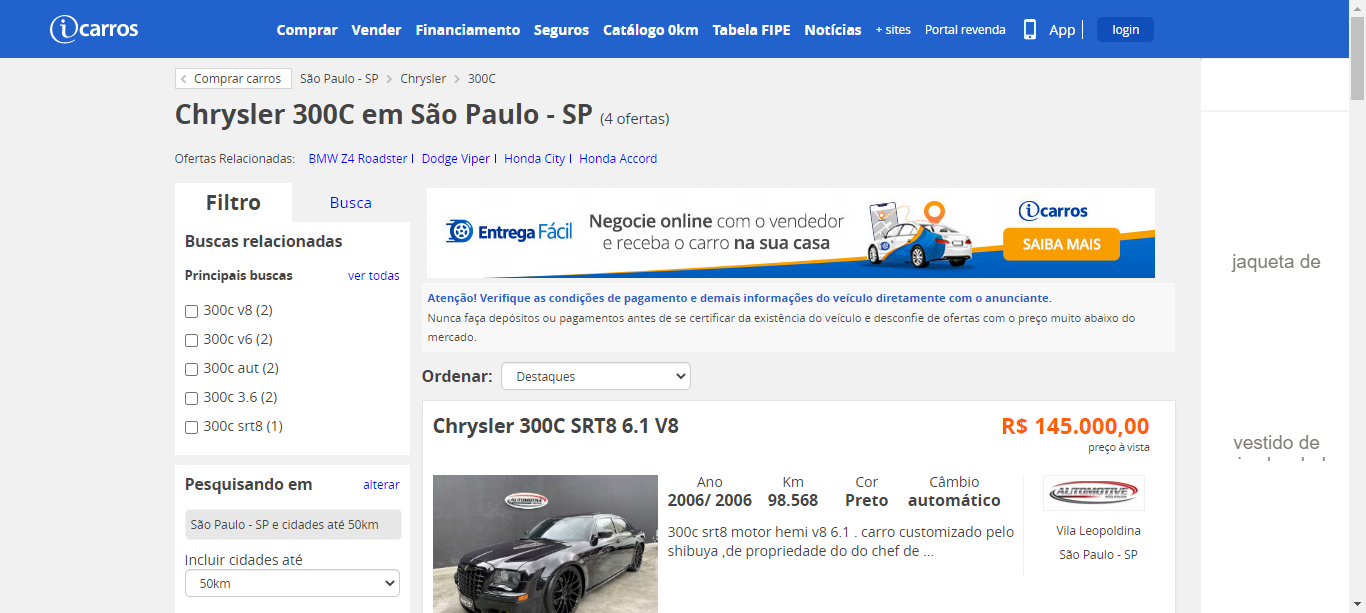 icarros
Comprar Vender Financiamento Seguros Catálogo 0km Tabela FIPE Notícias + sites Portal revenda App login
Comprar carros São Paulo - SP Chrysler 300C
Chrysler 300C em São Paulo - SP (4 ofertas)
Ofertas Relacionadas: BMW Z4 Roadster | Dodge Viper | Honda City | Honda Accord
Filtro Busca
Buscas relacionadas
Principais buscas ver todas
300c v8 (2)
300c v6 (2)
300c aut (2)
300c 3.6 (2)
300c srt8 (1)
Pesquisando em alterar
São Paulo - SP e cidades até 50km
Incluir cidades até
50km
Entrega Fácil
Negocie online com o vendedor
e receba o carro na sua casa
icarros
SAIBA MAIS
Atenção! Verifique as condições de pagamento e demais informações do veículo diretamente com o anunciante.
Nunca faça depósitos ou pagamentos antes de se certificar da existência do veículo e desconfie de ofertas com o preço muito abaixo do
mercado.
Ordenar: Destaques
Chrysler 300C SRT8 6.1 V8
R$ 145.000,00
preço à vista
AUTOMOTIVE
Ano Km Cor Câmbio
2006/ 2006 98.568 Preto automático
300c srt8 motor hemi v8 6.1 . carro customizado pelo
shibuya ,de propriedade do do chef de ...
AUTOMOTIVE
Vila Leopoldina
São Paulo - SP
jaqueta de
vestido de